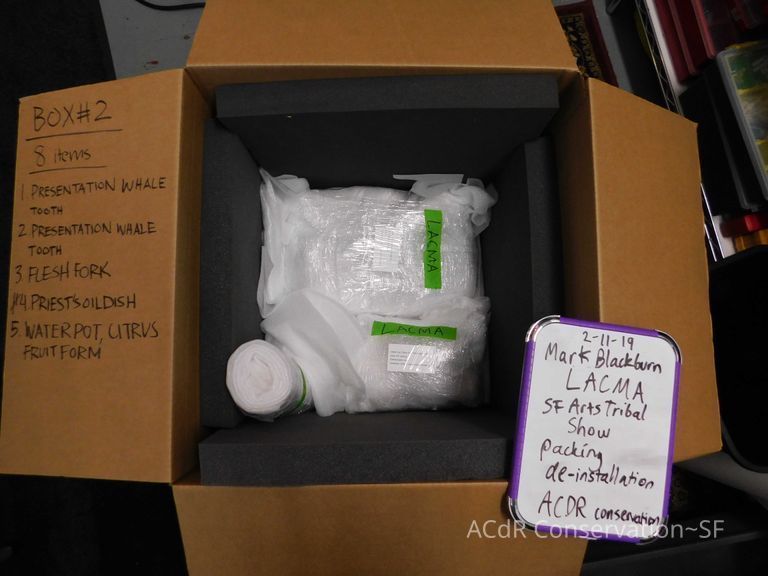 BOX#2
8 items
1 PRESENTATION WHALE
TOOTH
2. PRESENTATION WHALE
TOOTH
3. FLESH FORK
#4. PRIEST'S OIL DISH
5. WATER POT, CITRUS
FRUIT FORM
LACMA
LACMA
2-11-19
Mark Blackburn
LACMA
SF Arts Tribal
Show
packing
de-installation
ACDR conservation
ACdR Conservation~SF